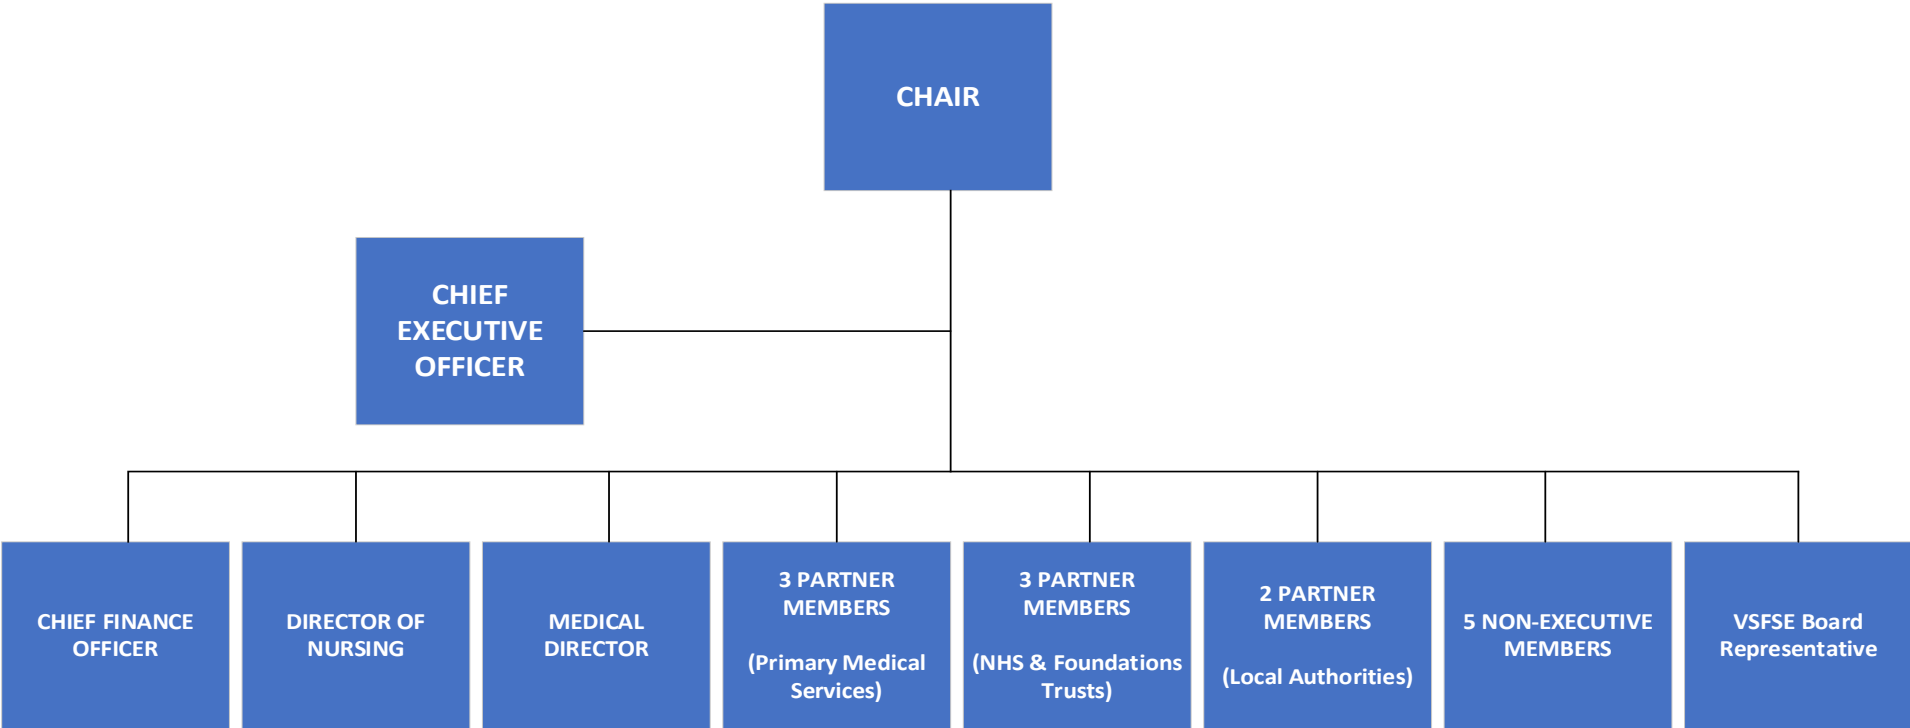 CHAIR
CHIEF
EXECUTIVE
OFFICER
CHIEF FINANCE
OFFICER
DIRECTOR OF
NURSING
MEDICAL
DIRECTOR
3 PARTNER
MEMBERS
(Primary Medical
Services)
3 PARTNER
MEMBERS
(NHS & Foundations
Trusts)
2 PARTNER
MEMBERS
(Local Authorities)
5 NON-EXECUTIVE
MEMBERS
VSFSE Board
Representative